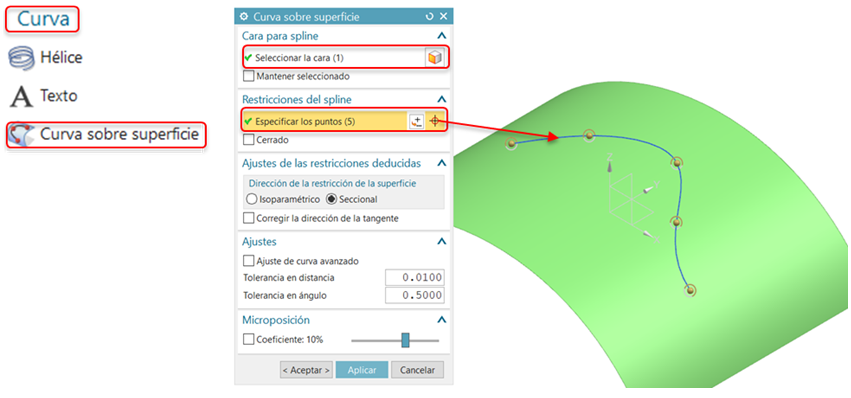 Curva
Hélice
Texto
Curva sobre superficie
Curva sobre superficie
Cara para spline
Seleccionar la cara (1)
Mantener seleccionado
Restricciones del spline
Especificar los puntos (5)
Cerrado
Ajustes de las restricciones deducidas
Dirección de la restricción de la superficie
Isoparamétrico Seccional
Corregir la dirección de la tangente
Ajustes
Ajuste de curva avanzado
Tolerancia en distancia 0.0100
Tolerancia en ángulo 0.5000
Microposición
Coeficiente: 10%
< Aceptar > Aplicar Cancelar